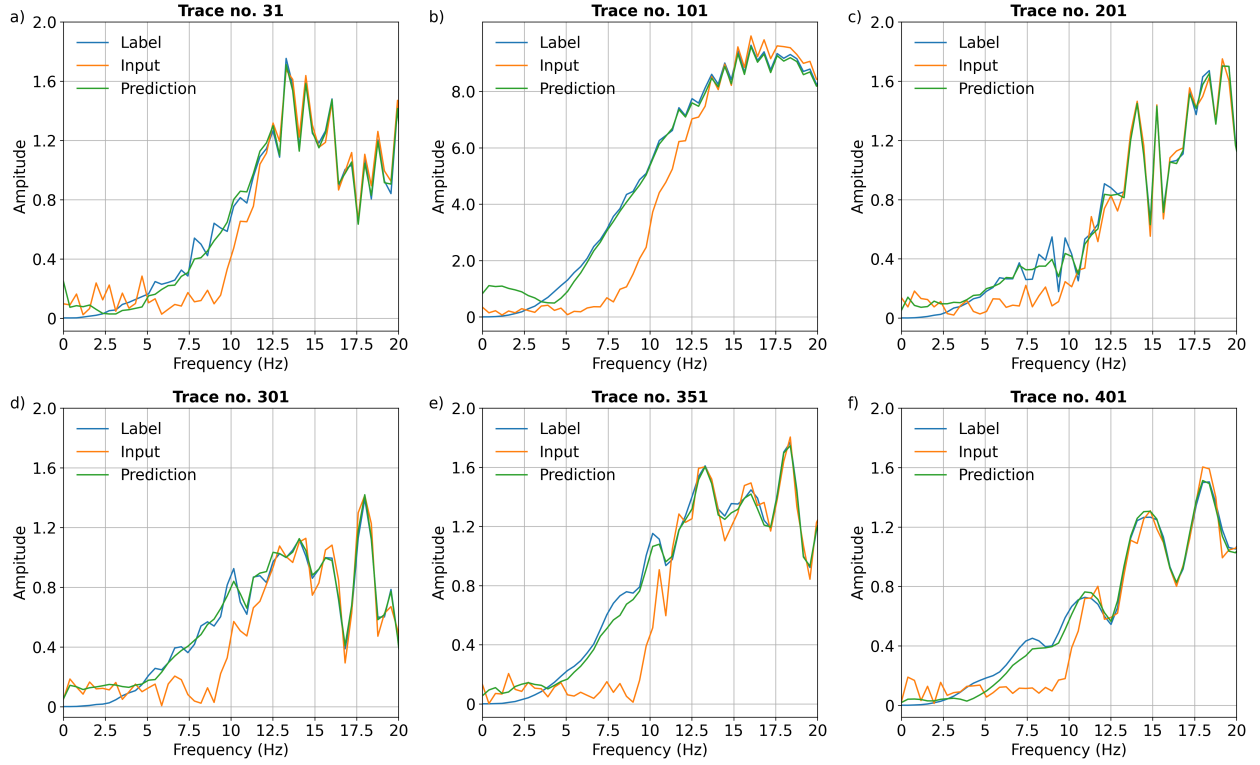 a) Trace no. 31
2.0
1.6
1.2
0.8
0.4
0
Amplitude
Label
Input
Prediction
0 2.5 5 7.5 10 12.5 15 17.5 20
Frequency (Hz)
b) Trace no. 101
8.0
6.0
4.0
2.0
0
Amplitude
Label
Input
Prediction
0 2.5 5 7.5 10 12.5 15 17.5 20
Frequency (Hz)
c) Trace no. 201
2.0
1.6
1.2
0.8
0.4
0
Amplitude
Label
Input
Prediction
0 2.5 5 7.5 10 12.5 15 17.5 20
Frequency (Hz)
d) Trace no. 301
2.0
1.6
1.2
0.8
0.4
0
Amplitude
Label
Input
Prediction
0 2.5 5 7.5 10 12.5 15 17.5 20
Frequency (Hz)
e) Trace no. 351
2.0
1.6
1.2
0.8
0.4
0
Amplitude
Label
Input
Prediction
0 2.5 5 7.5 10 12.5 15 17.5 20
Frequency (Hz)
f) Trace no. 401
2.0
1.6
1.2
0.8
0.4
0
Amplitude
Label
Input
Prediction
0 2.5 5 7.5 10 12.5 15 17.5 20
Frequency (Hz)